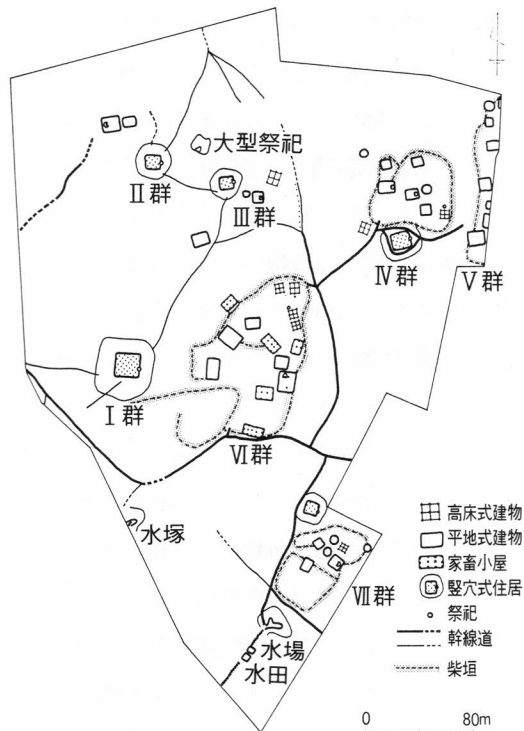 大型祭祀
Ⅱ群
Ⅲ群
Ⅳ群
Ⅴ群
Ⅰ群
Ⅵ群
水塚
Ⅶ群
水場
水田
高床式建物
平地式建物
家畜小屋
竪穴式住居
祭祀
幹線道
柴垣
0 80m